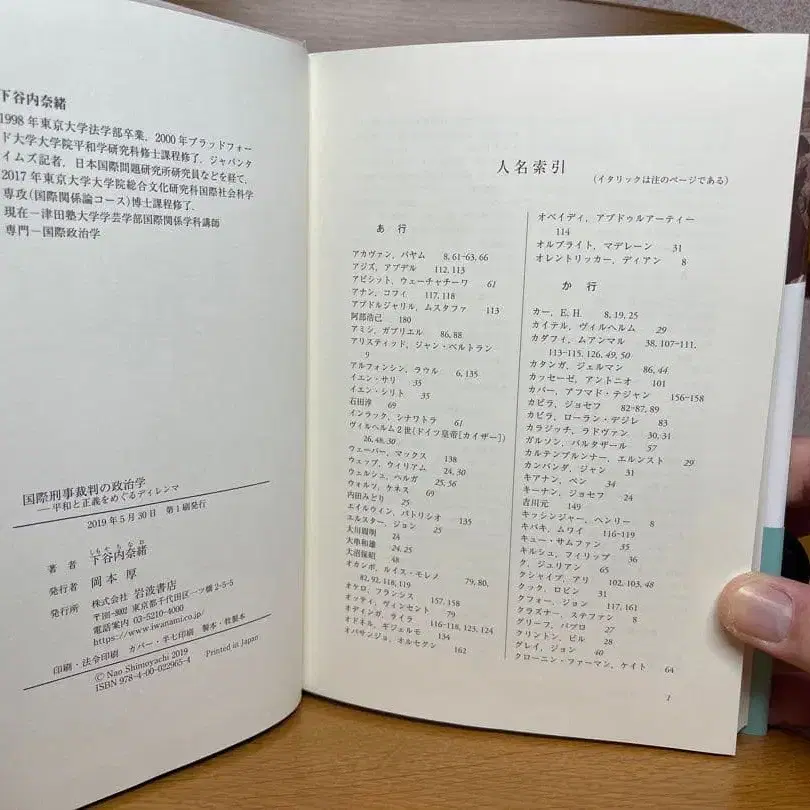 下谷内奈緒
1998年東京大学法学部卒業，2000年ブラッドフォー
ド大学大学院平和学研究科修士課程修了．ジャパンタ
イムズ記者，日本国際問題研究所研究員などを経て，
2017年東京大学大学院総合文化研究科国際社会科学
専攻(国際関係論コース)博士課程修了．
現在―津田塾大学学芸学部国際関係学科講師
専門―国際政治学
国際刑事裁判の政治学
――平和と正義をめぐるディレンマ
2019年5月30日　第1刷発行
しもやちなお
著者　下谷内奈緒
発行者　岡本厚
発行所　株式会社 岩波書店
〒101-8002 東京都千代田区一ツ橋2-5-5
電話案内 03-5210-4000
https://www.iwanami.co.jp/
印刷・法令印刷　カバー・半七印刷　製本・牧製本
© Nao Shimoyachi 2019
ISBN 978-4-00-022965-4　Printed in Japan
人名索引
(イタリックは注のページである)
あ　行
アカヴァン，パヤム　8, 61-63, 66
アジズ，アブデル　112, 113
アピシット，ウェーチャチーワ　61
アナン，コフィ　117, 118
アブドルジャリル，ムスタファ　113
阿部浩己　180
アミン，ガブリエル　86, 88
アリスティッド，ジャン・ベルトラン
9
アルフォンシン，ラウル　6, 135
イエン・サリ　35
イエン・シリト　35
石田淳　69
インラック，シナワトラ　61
ヴィルヘルム2世(ドイツ皇帝[カイザー])
26, 48, 30
ウェーバー，マックス　138
ウェッブ，ウィリアム　24, 30
ウェルシュ，ヘルガ　25, 56
ウォルツ，ケネス　69
内田みどり　25
エイルウィン，パトリシオ　135
エルスター，ジョン　25
大川周明　24
大串和雄　24, 25
大沼保昭　48
オカンポ，ルイス・モレノ　79, 80,
82, 92, 118, 119
オケロ，フランシス　157, 158
オッティ，ヴィンセント　79
オディンガ，ライラ　116-118, 123, 124
オドネル，ギジェルモ　134
オバサンジョ，オルセグン　162
オベイディ，アブドゥルアーティー
114
オルブライト，マデレーン　31
オレントリッカー，ディアン　8
か　行
カー，E. H.　8, 19, 25
カイテル，ヴィルヘルム　29
カダフィ，ムアンマル　38, 107-111,
113-115, 126, 49, 50
カタンガ，ジェルマン　86, 44
カッセーゼ，アントニオ　101
カバー，アフマド・テジャン　156-158
カビラ，ジョセフ　82-87, 89
カビラ，ローラン・デジレ　83
カラジッチ，ラドヴァン　30, 31
ガルソン，バルタザール　57
カルテンブルンナー，エルンスト　29
カンバンダ，ジャン　31
キアナン，ベン　34
キーナン，ジョセフ　24
吉川元　149
キッシンジャー，ヘンリー　8
キバキ，ムワイ　116-119
キュー・サムファン　35
キルシュ，フィリップ　36
ク，ジュリアン　65
クシャイブ，アリ　102, 103, 48
クック，ロビン　31
クフォー，ジョン　117, 161
クラズナー，ステファン　8
グリーフ，パブロ　27
クリントン，ビル　28
グレイ，ジョン　40
クローニン・ファーマン，ケイト　64
1